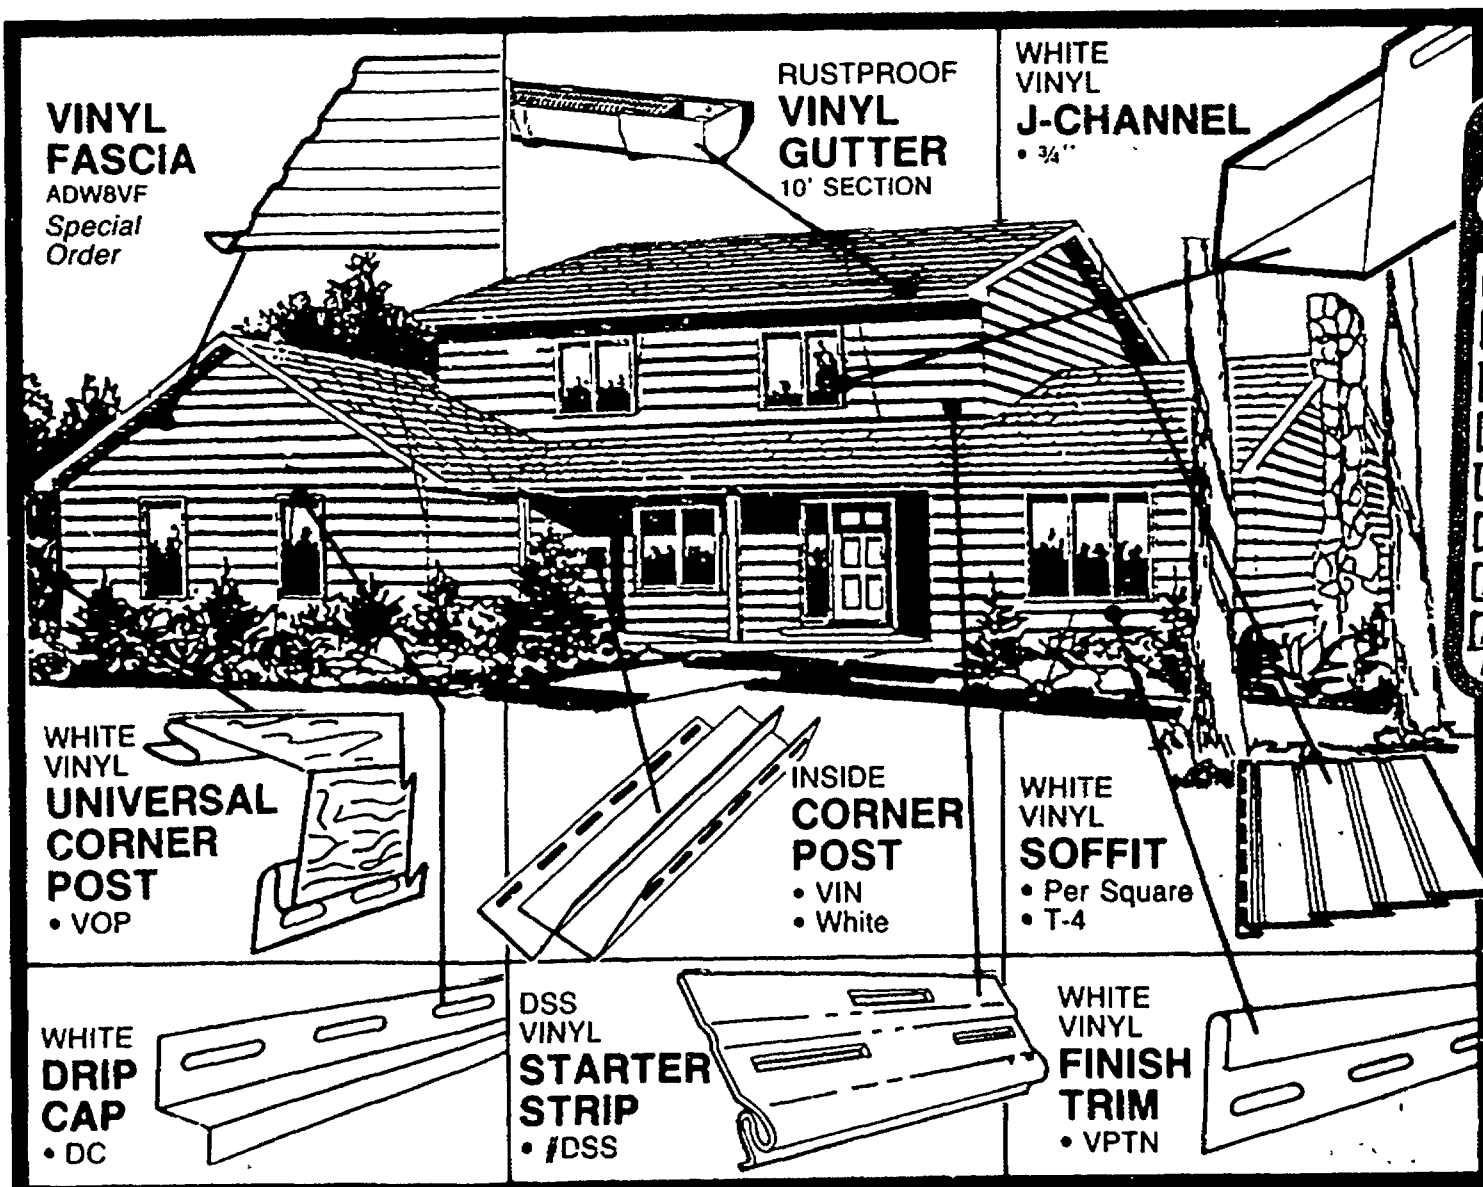 VINYL
FASCIA
ADW8VF
Special
Order
RUSTPROOF
VINYL
GUTTER
10' SECTION
WHITE
VINYL
J-CHANNEL
• ¾''
WHITE
VINYL
UNIVERSAL
CORNER
POST
• VOP
INSIDE
CORNER
POST
• VIN
• White
WHITE
VINYL
SOFFIT
• Per Square
• T-4
WHITE
DRIP
CAP
• DC
DSS
VINYL
STARTER
STRIP
• #DSS
WHITE
VINYL
FINISH
TRIM
• VPTN